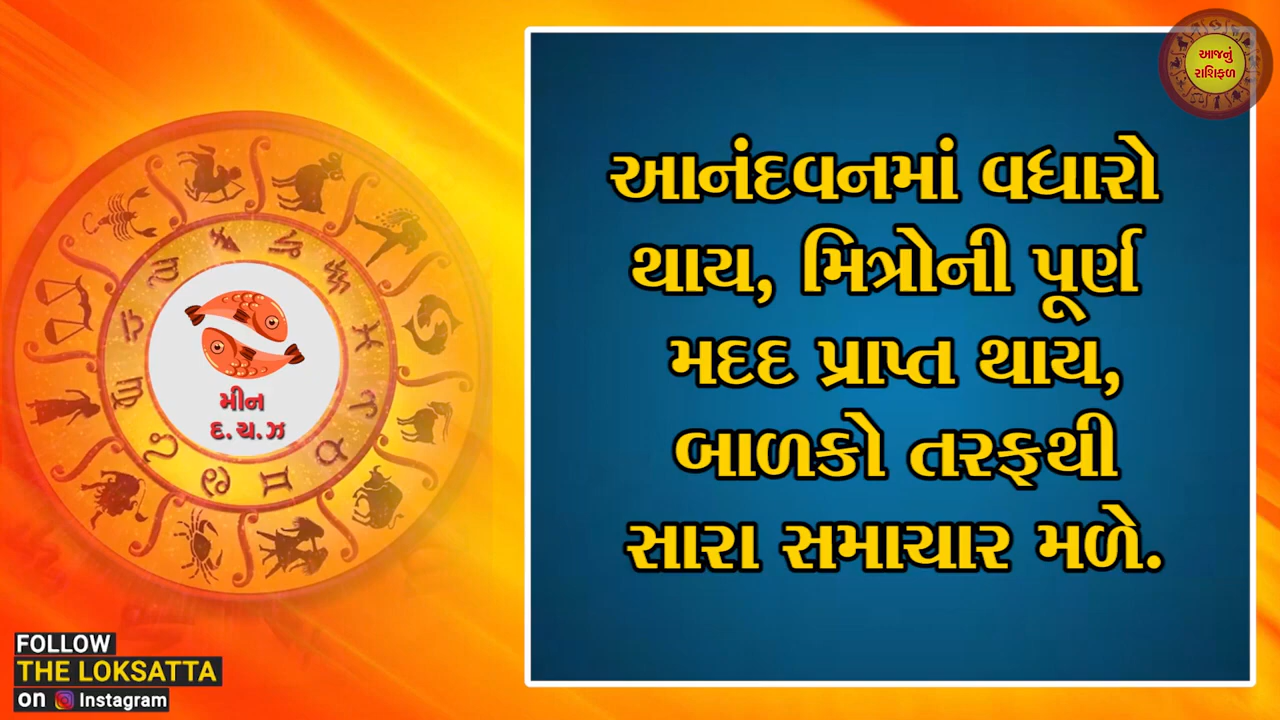 આજનું
રાશિફળ
આનંદવનમાં વધારો
થાય, મિત્રોની પૂર્ણ
મદદ પ્રાપ્ત થાય,
બાળકો તરફથી
સારા સમાચાર મળે.
મીન
દ. ચ. ઝ
FOLLOW
THE LOKSATTA
on Instagram